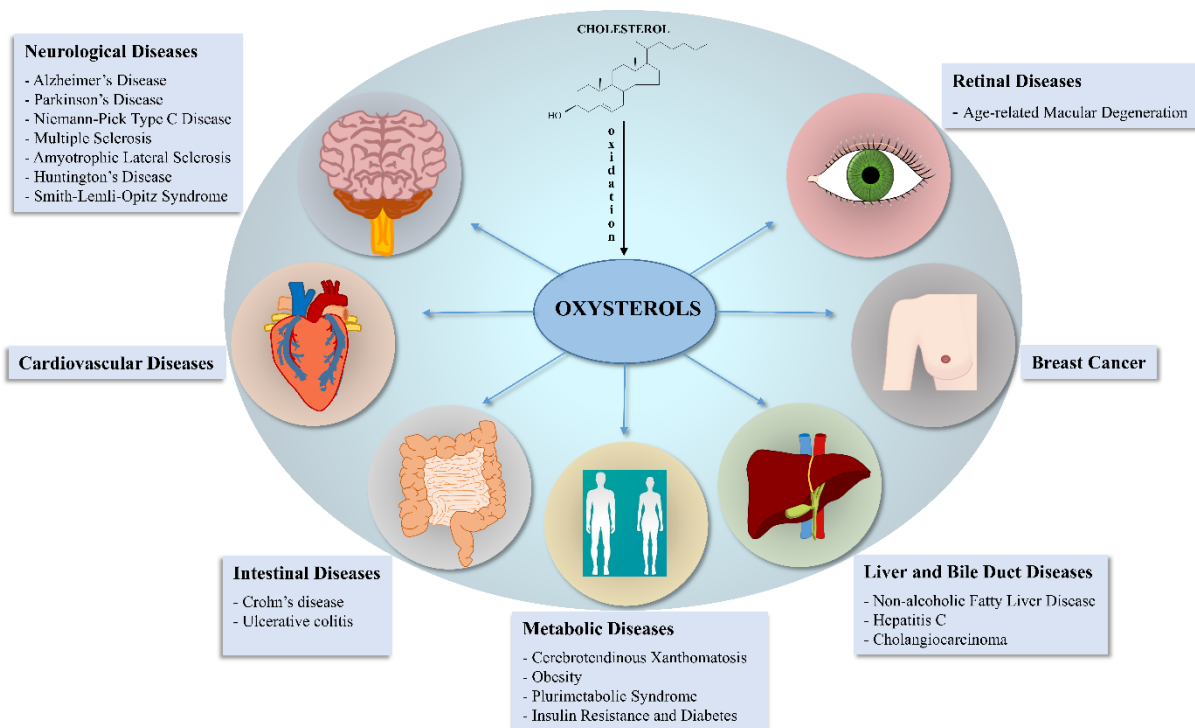 CHOLESTEROL
HO
oxidation
OXYSTEROLS
Neurological Diseases
- Alzheimer's Disease
- Parkinson's Disease
- Niemann-Pick Type C Disease
- Multiple Sclerosis
- Amyotrophic Lateral Sclerosis
- Huntington's Disease
- Smith-Lemli-Opitz Syndrome
Retinal Diseases
- Age-related Macular Degeneration
Cardiovascular Diseases
Breast Cancer
Intestinal Diseases
- Crohn's disease
- Ulcerative colitis
Metabolic Diseases
- Cerebrotendinous Xanthomatosis
- Obesity
- Plurimetabolic Syndrome
- Insulin Resistance and Diabetes
Liver and Bile Duct Diseases
- Non-alcoholic Fatty Liver Disease
- Hepatitis C
- Cholangiocarcinoma